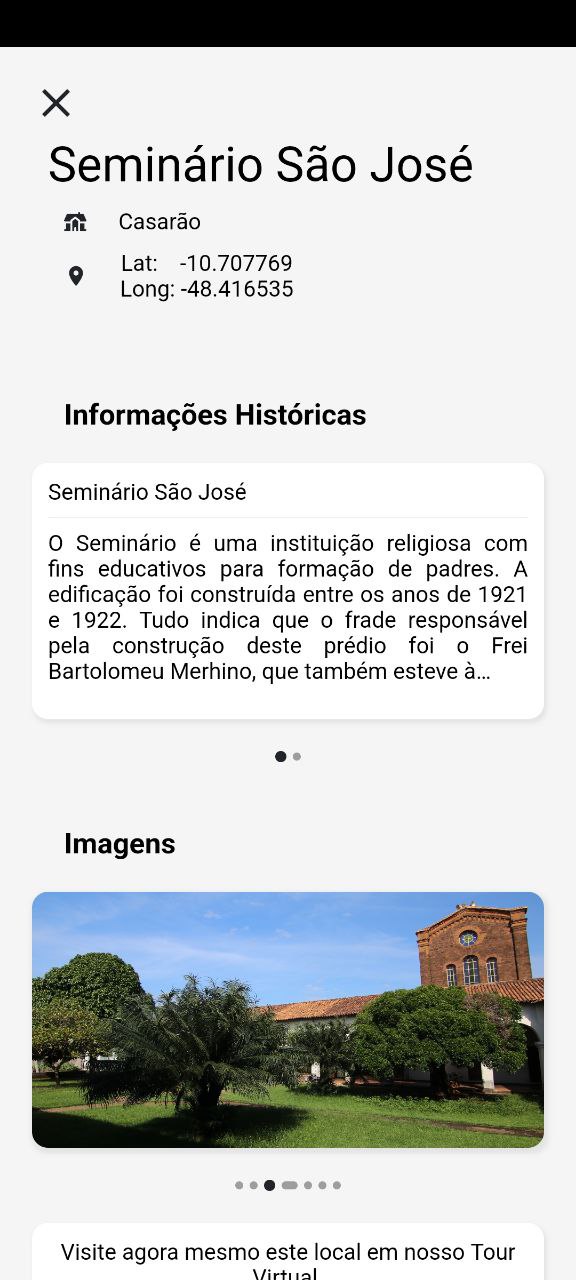 Seminário São José
Casarão
Lat: -10.707769
Long: -48.416535
Informações Históricas
Seminário São José
O Seminário é uma instituição religiosa com
fins educativos para formação de padres. A
edificação foi construída entre os anos de 1921
e 1922. Tudo indica que o frade responsável
pela construção deste prédio foi o Frei
Bartolomeu Merhino, que também esteve à…
Imagens
Visite agora mesmo este local em nosso Tour
Virtual